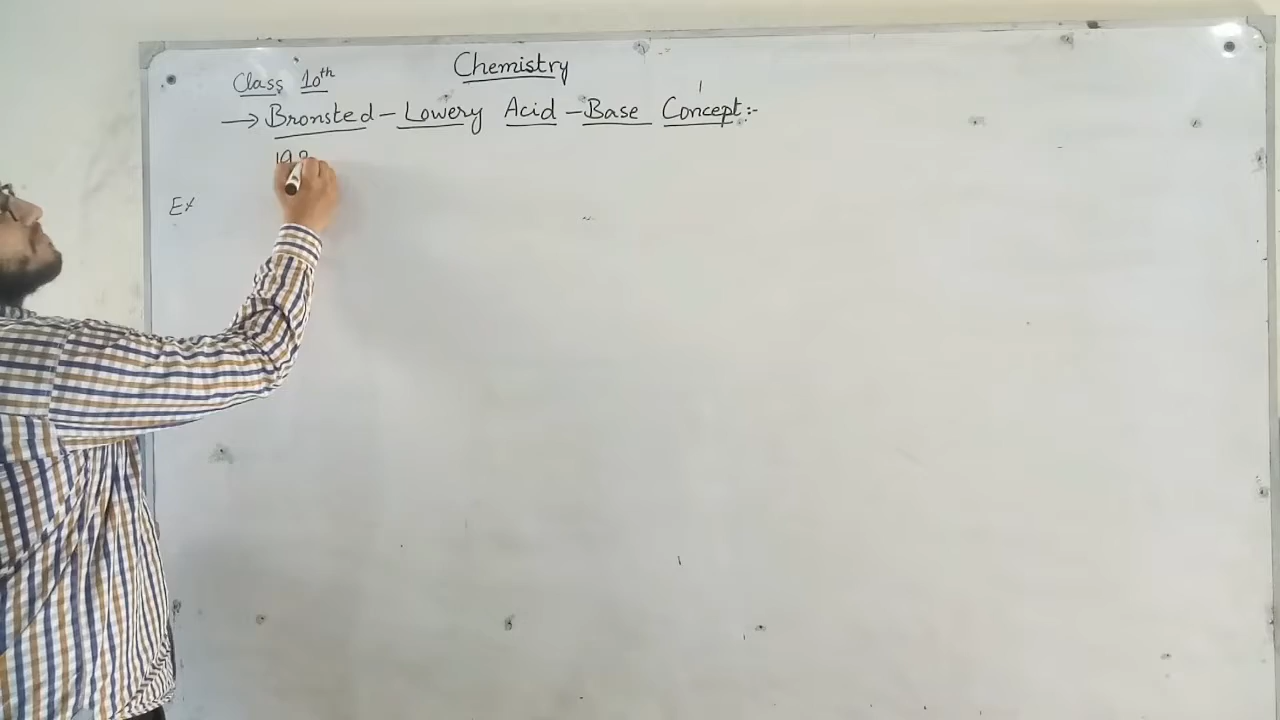 Chemistry
Class 10th
→ Bronsted - Lowery Acid - Base Concept:-
Ex